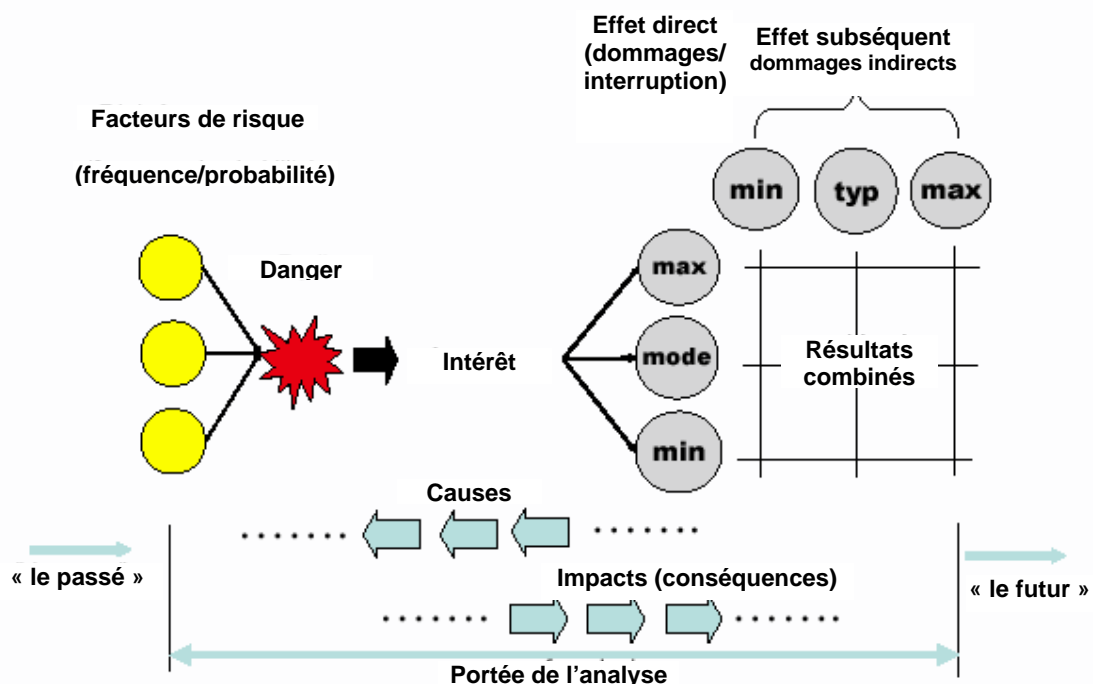 Effet direct
(dommages/
interruption)
Effet subséquent
dommages indirects
Facteurs de risque
(fréquence/probabilité)
min
typ
max
Danger
max
Intérêt
mode
Résultats
combinés
min
Causes
« le passé »
Impacts (conséquences)
« le futur »
Portée de l'analyse